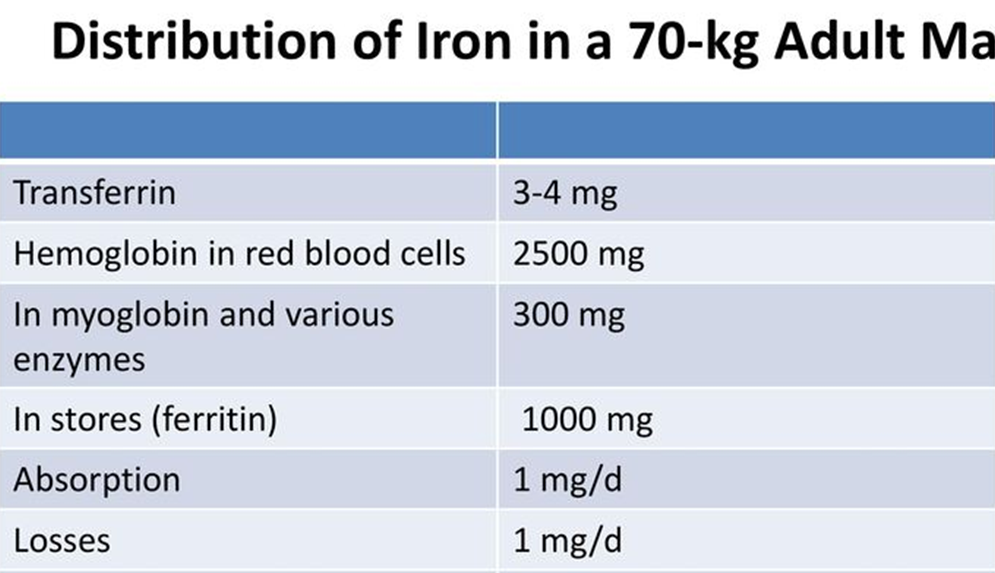 Distribution of Iron in a 70-kg Adult Ma
Transferrin 3-4 mg
Hemoglobin in red blood cells 2500 mg
In myoglobin and various 300 mg
enzymes
In stores (ferritin) 1000 mg
Absorption 1 mg/d
Losses 1 mg/d